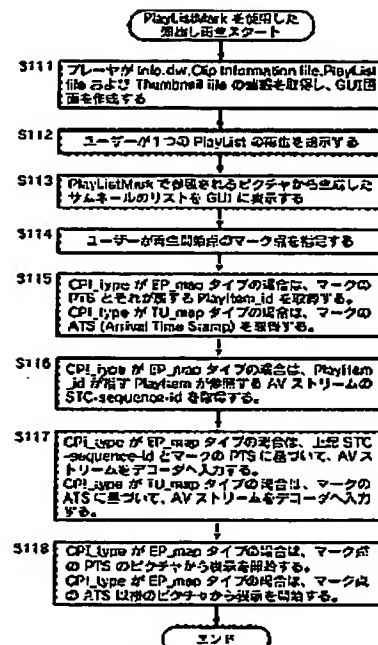 PlayListMark を使用した
頭出し再生スタート
S111
プレーヤが Info.dvr, Clip Information file, PlayList
file および Thumbnail file の情報を取得し、GUI画
面を作成する
S112
ユーザーが１つの PlayList の再生を指示する
S113
PlayListMark で参照されるピクチャから生成した
サムネールのリストを GUI に表示する
S114
ユーザーが再生開始点のマーク点を指定する
S115
CPI_type が EP_map タイプの場合は、マークの
PTS とそれが属する PlayItem_id を取得する。
CPI_type が TU_map タイプの場合は、マークの
ATS (Arrival Time Stamp) を取得する。
S116
CPI_type が EP_map タイプの場合は、PlayItem
_id が指す PlayItem が参照する AV ストリームの
STC-sequence-id を取得する。
S117
CPI_type が EP_map タイプの場合は、上記 STC
-sequence-id とマークの PTS に基づいて、AV ス
トリームをデコーダへ入力する。
CPI_type が TU_map タイプの場合は、マークの
ATS に基づいて、AV ストリームをデコーダへ入力
する。
S118
CPI_type が EP_map タイプの場合は、マーク点
の PTS のピクチャから表示を開始する。
CPI_type が EP_map タイプの場合は、マーク点
の ATS 以後のピクチャから表示を開始する。
エンド